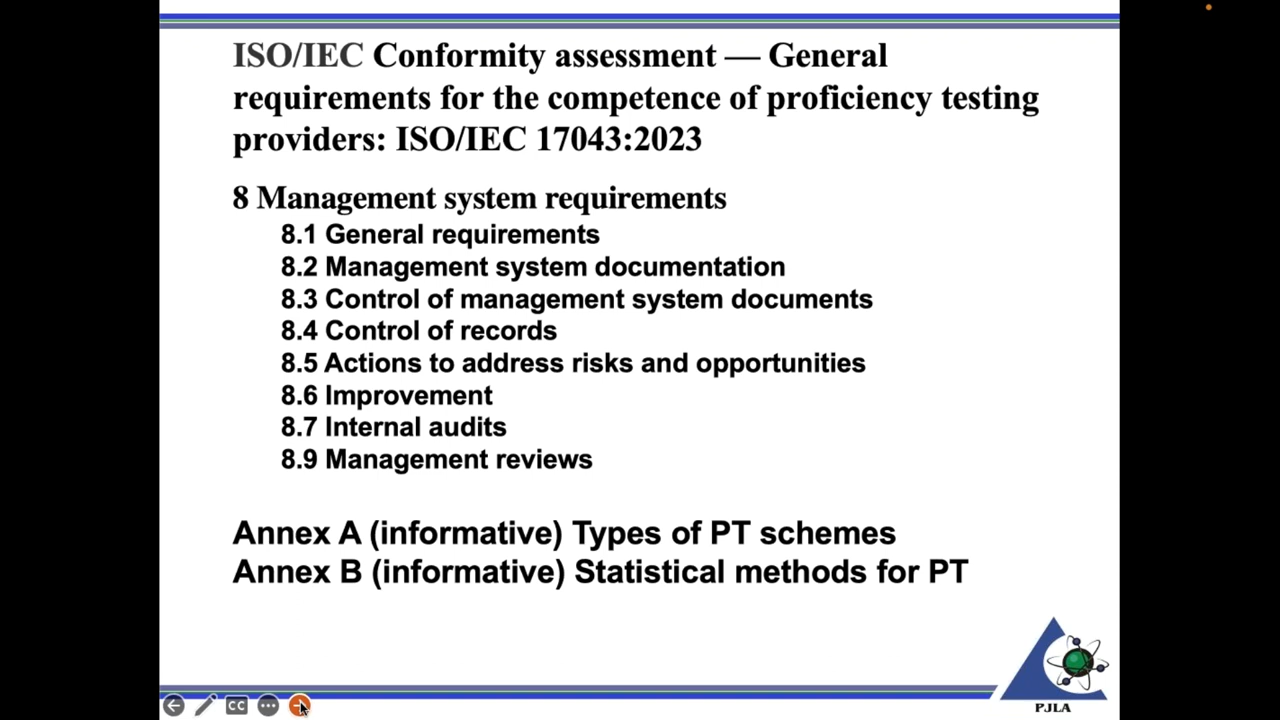 ISO/IEC Conformity assessment — General
requirements for the competence of proficiency testing
providers: ISO/IEC 17043:2023
8 Management system requirements
8.1 General requirements
8.2 Management system documentation
8.3 Control of management system documents
8.4 Control of records
8.5 Actions to address risks and opportunities
8.6 Improvement
8.7 Internal audits
8.9 Management reviews
Annex A (informative) Types of PT schemes
Annex B (informative) Statistical methods for PT
PJLA
CC